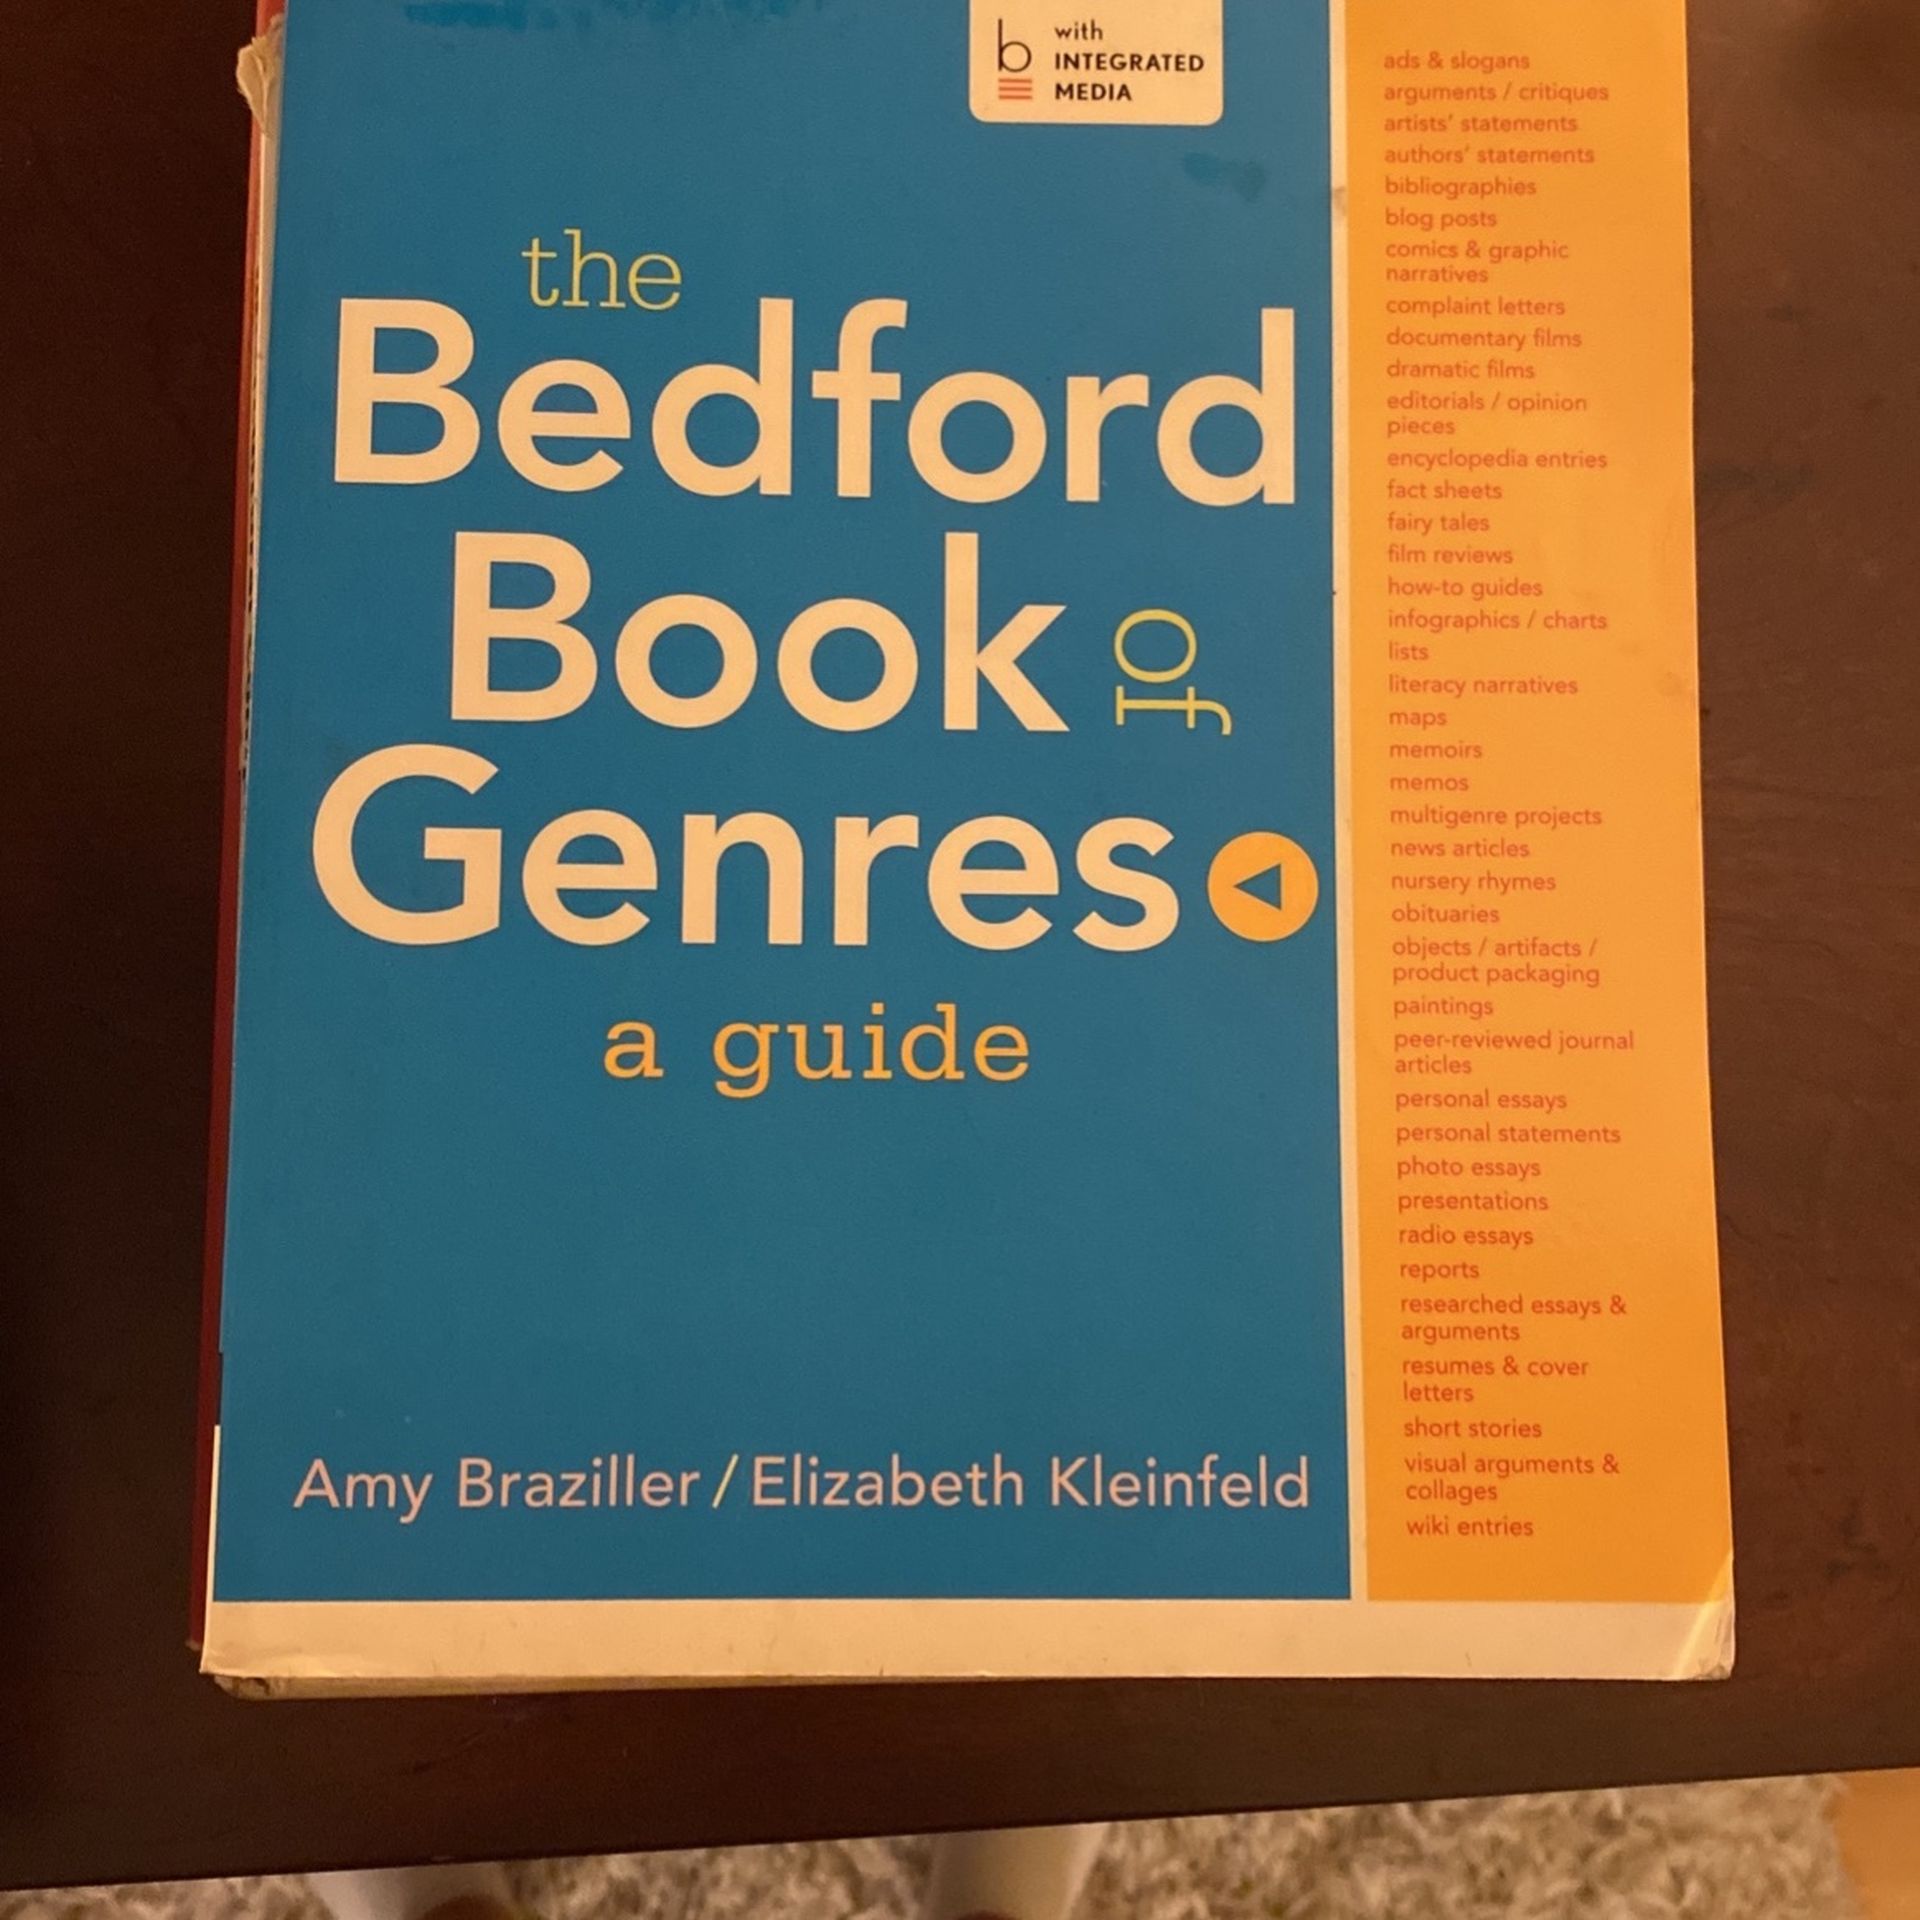 b
with
INTEGRATED
MEDIA
the
Bedford
Book of
Genres
a guide
Amy Braziller / Elizabeth Kleinfeld
ads & slogans
arguments / critiques
artists' statements
authors' statements
bibliographies
blog posts
comics & graphic
narratives
complaint letters
documentary films
dramatic films
editorials / opinion
pieces
encyclopedia entries
fact sheets
fairy tales
film reviews
how-to guides
infographics / charts
lists
literacy narratives
maps
memoirs
memos
multigenre projects
news articles
nursery rhymes
obituaries
objects / artifacts /
product packaging
paintings
peer-reviewed journal
articles
personal essays
personal statements
photo essays
presentations
radio essays
reports
researched essays &
arguments
resumes & cover
letters
short stories
visual arguments &
collages
wiki entries